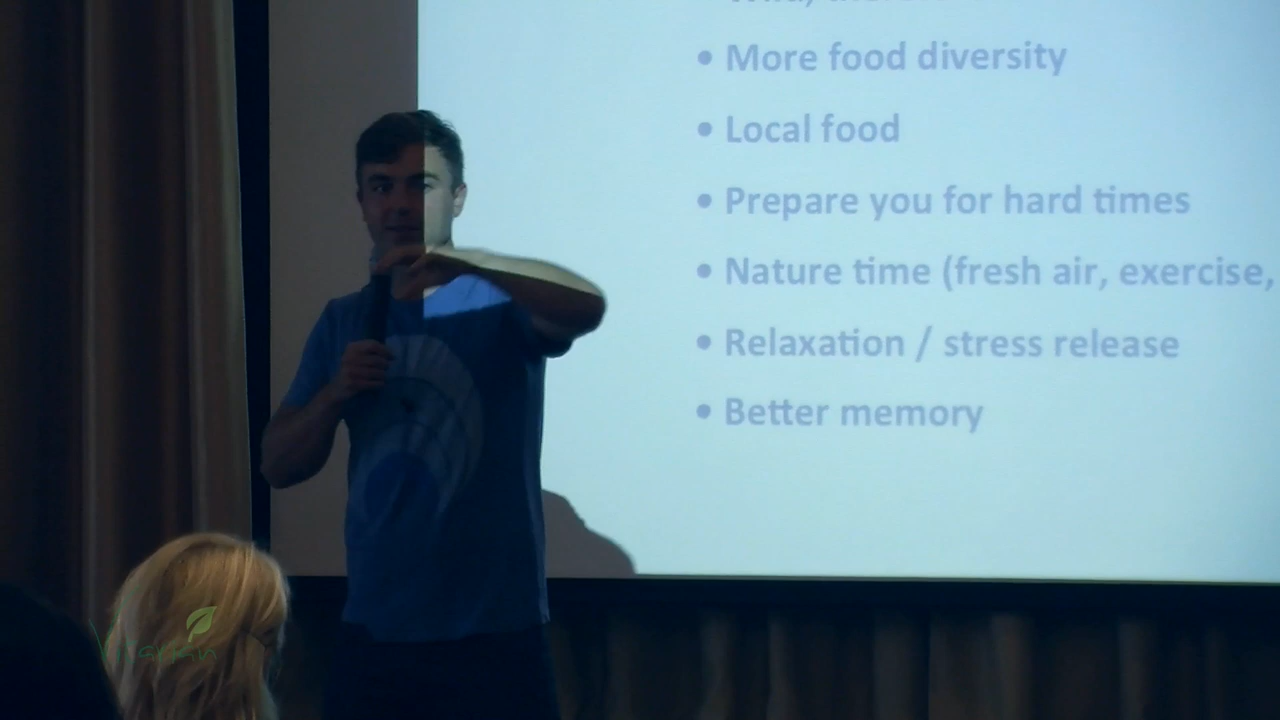 • More food diversity
• Local food
• Prepare you for hard times
• Nature time (fresh air, exercise,
• Relaxation / stress release
• Better memory